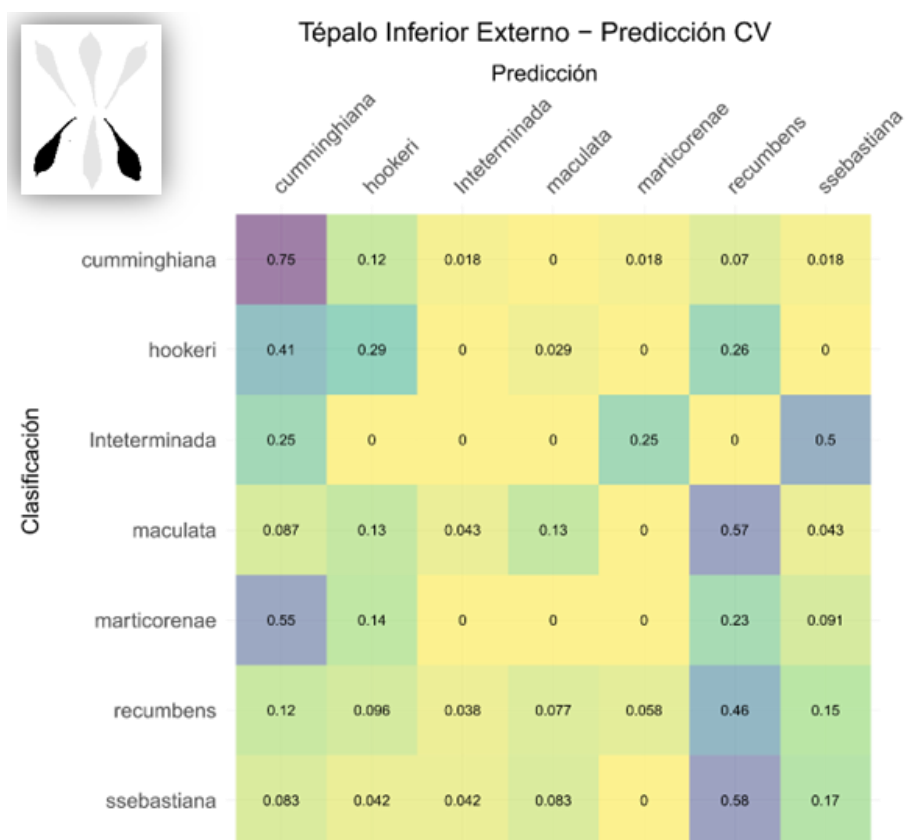 Tépalo Inferior Externo – Predicción CV
Predicción
cumminghiana hookeri Inteterminada maculata marticorenae recumbens ssebastiana
Clasificación
cumminghiana 0.75 0.12 0.018 0 0.018 0.07 0.018
hookeri 0.41 0.29 0 0.029 0 0.26 0
Inteterminada 0.25 0 0 0 0.25 0 0.5
maculata 0.087 0.13 0.043 0.13 0 0.57 0.043
marticorenae 0.55 0.14 0 0 0 0.23 0.091
recumbens 0.12 0.096 0.038 0.077 0.058 0.46 0.15
ssebastiana 0.083 0.042 0.042 0.083 0 0.58 0.17